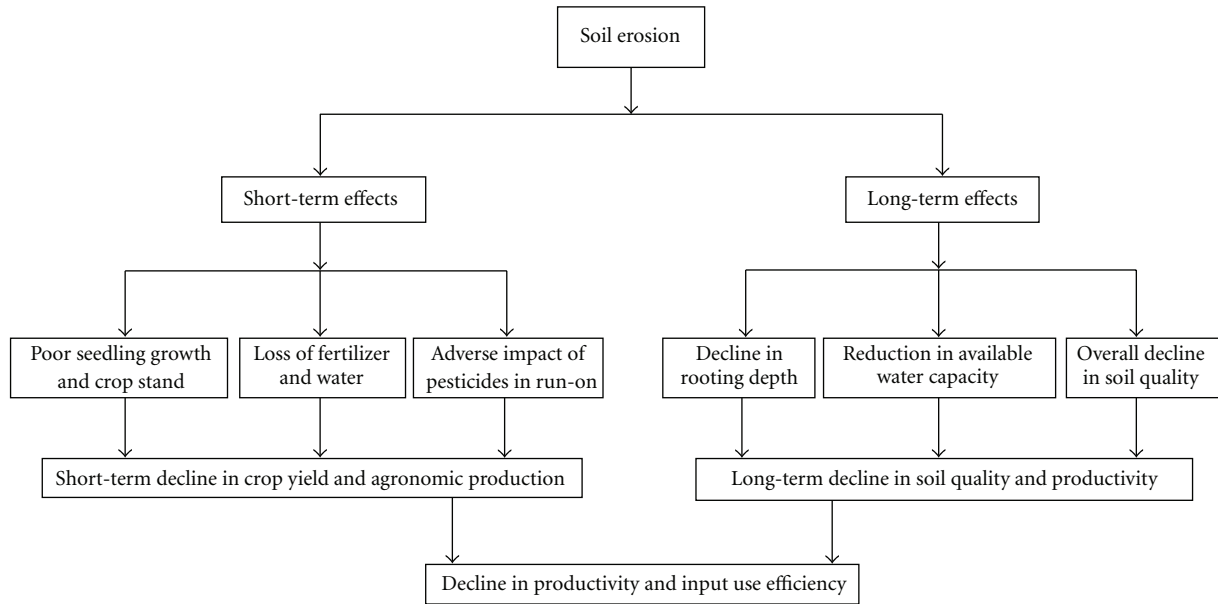 Soil erosion
Short-term effects
Long-term effects
Poor seedling growth
and crop stand
Loss of fertilizer
and water
Adverse impact of
pesticides in run-on
Decline in
rooting depth
Reduction in available
water capacity
Overall decline
in soil quality
Short-term decline in crop yield and agronomic production
Long-term decline in soil quality and productivity
Decline in productivity and input use efficiency